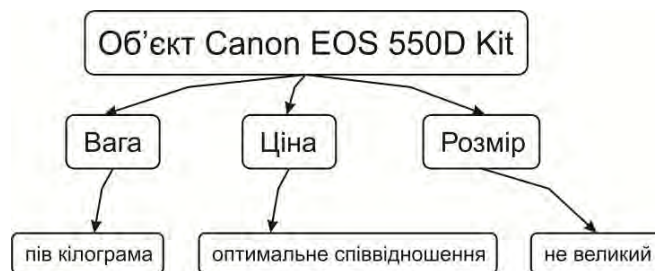 Об’єкт Canon EOS 550D Kit
Вага
Ціна
Розмір
пів кілограма
оптимальне співвідношення
не великий